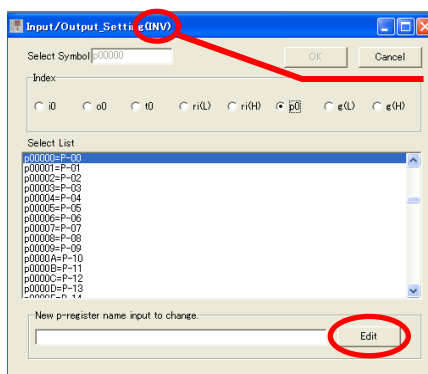 Input/Output_Setting(INV)
Select Symbol p00000
OK
Cancel
Index
i0 o0 t0 ri(L) ri(H) p0 g(L) g(H)
Select List
p00000=P-00
p00001=P-01
p00002=P-02
p00003=P-03
p00004=P-04
p00005=P-05
p00006=P-06
p00007=P-07
p00008=P-08
p00009=P-09
p0000A=P-10
p0000B=P-11
p0000C=P-12
p0000D=P-13
p0000E=P-14
New p-register name input to change.
Edit